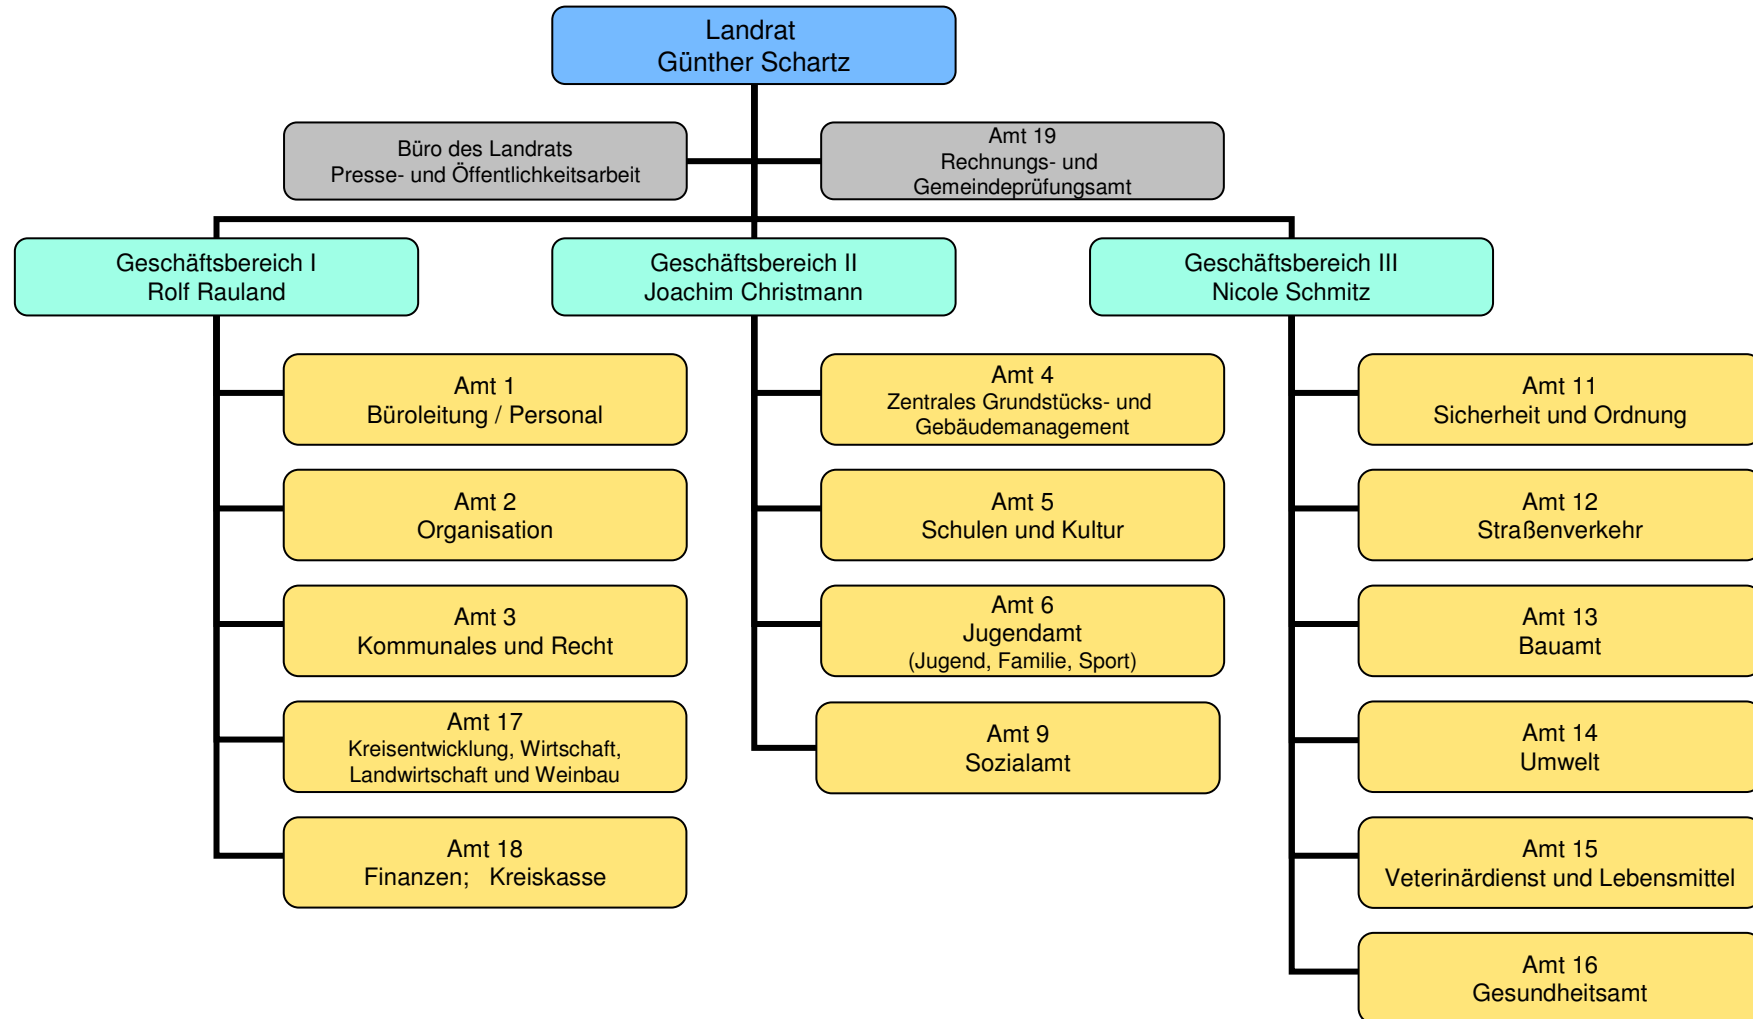 Landrat
Günther Schartz
Büro des Landrats
Presse- und Öffentlichkeitsarbeit
Amt 19
Rechnungs- und
Gemeindeprüfungsamt
Geschäftsbereich I
Rolf Rauland
Geschäftsbereich II
Joachim Christmann
Geschäftsbereich III
Nicole Schmitz
Amt 1
Büroleitung / Personal
Amt 2
Organisation
Amt 3
Kommunales und Recht
Amt 17
Kreisentwicklung, Wirtschaft,
Landwirtschaft und Weinbau
Amt 18
Finanzen; Kreiskasse
Amt 4
Zentrales Grundstücks- und
Gebäudemanagement
Amt 5
Schulen und Kultur
Amt 6
Jugendamt
(Jugend, Familie, Sport)
Amt 9
Sozialamt
Amt 11
Sicherheit und Ordnung
Amt 12
Straßenverkehr
Amt 13
Bauamt
Amt 14
Umwelt
Amt 15
Veterinärdienst und Lebensmittel
Amt 16
Gesundheitsamt